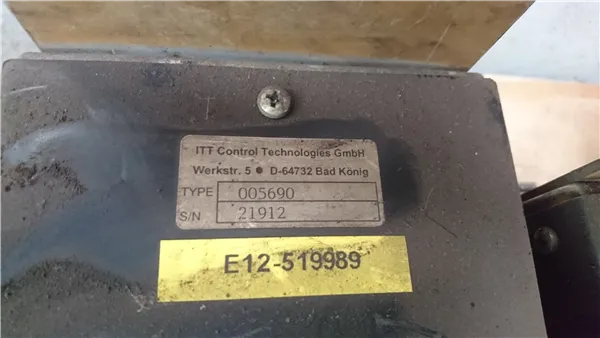 ITT Control Technologies GmbH
Werkstr. 5 ● D-64732 Bad König
TYPE 005690
S/N 21912
E12-519989